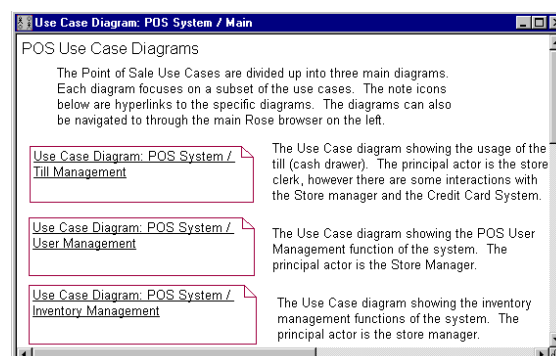 Use Case Diagram: POS System / Main
POS Use Case Diagrams
The Point of Sale Use Cases are divided up into three main diagrams.
Each diagram focuses on a subset of the use cases. The note icons
below are hyperlinks to the specific diagrams. The diagrams can also
be navigated to through the main Rose browser on the left.
Use Case Diagram: POS System /
Till Management
The Use Case diagram showing the usage of the
till (cash drawer). The principal actor is the store
clerk, however there are some interactions with
the Store manager and the Credit Card System.
Use Case Diagram: POS System /
User Management
The Use Case diagram showing the POS User
Management function of the system. The
principal actor is the Store Manager.
Use Case Diagram: POS System /
Inventory Management
The Use Case diagram showing the inventory
management functions of the system. The
principal actor is the store manager.